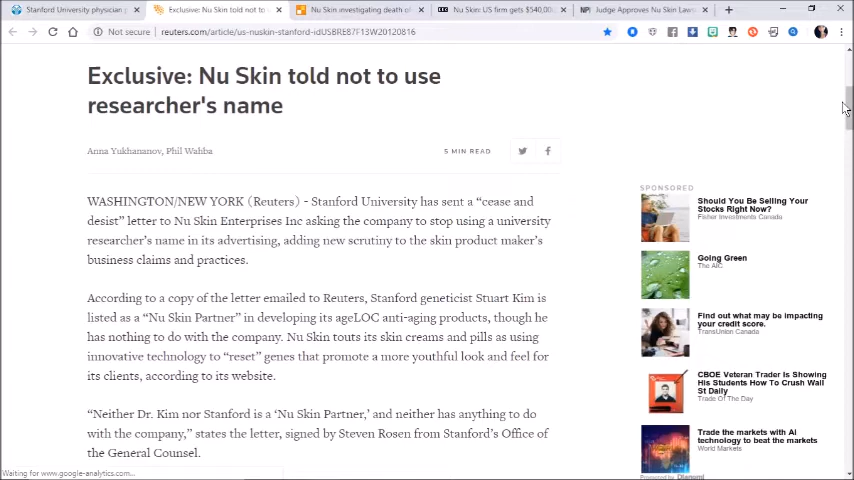 Stanford University physician
Exclusive: Nu Skin told not to
Nu Skin investigating death of
Nu Skin: US firm gets $540,00
Judge Approves Nu Skin Laws
Not secure
reuters.com/article/us-nuskin-stanford-idUSBRE87F13W20120816
Exclusive: Nu Skin told not to use
researcher's name
Anna Yukhananov, Phil Wahba
5 MIN READ
WASHINGTON/NEW YORK (Reuters) - Stanford University has sent a “cease and
desist” letter to Nu Skin Enterprises Inc asking the company to stop using a university
researcher’s name in its advertising, adding new scrutiny to the skin product maker’s
business claims and practices.
According to a copy of the letter emailed to Reuters, Stanford geneticist Stuart Kim is
listed as a “Nu Skin Partner” in developing its ageLOC anti-aging products, though he
has nothing to do with the company. Nu Skin touts its skin creams and pills as using
innovative technology to “reset” genes that promote a more youthful look and feel for
its clients, according to its website.
“Neither Dr. Kim nor Stanford is a ‘Nu Skin Partner,’ and neither has anything to do
with the company,” states the letter, signed by Steven Rosen from Stanford’s Office of
the General Counsel.
SPONSORED
Should You Be Selling Your
Stocks Right Now?
Fisher Investments Canada
Going Green
The AIC
Find out what may be impacting
your credit score.
TransUnion Canada
CBOE Veteran Trader Is Showing
His Students How To Crush Wall
St Daily
Trade Of The Day
Trade the markets with AI
technology to beat the markets
World Markets
Powered by Dianomi
Waiting for www.google-analytics.com...